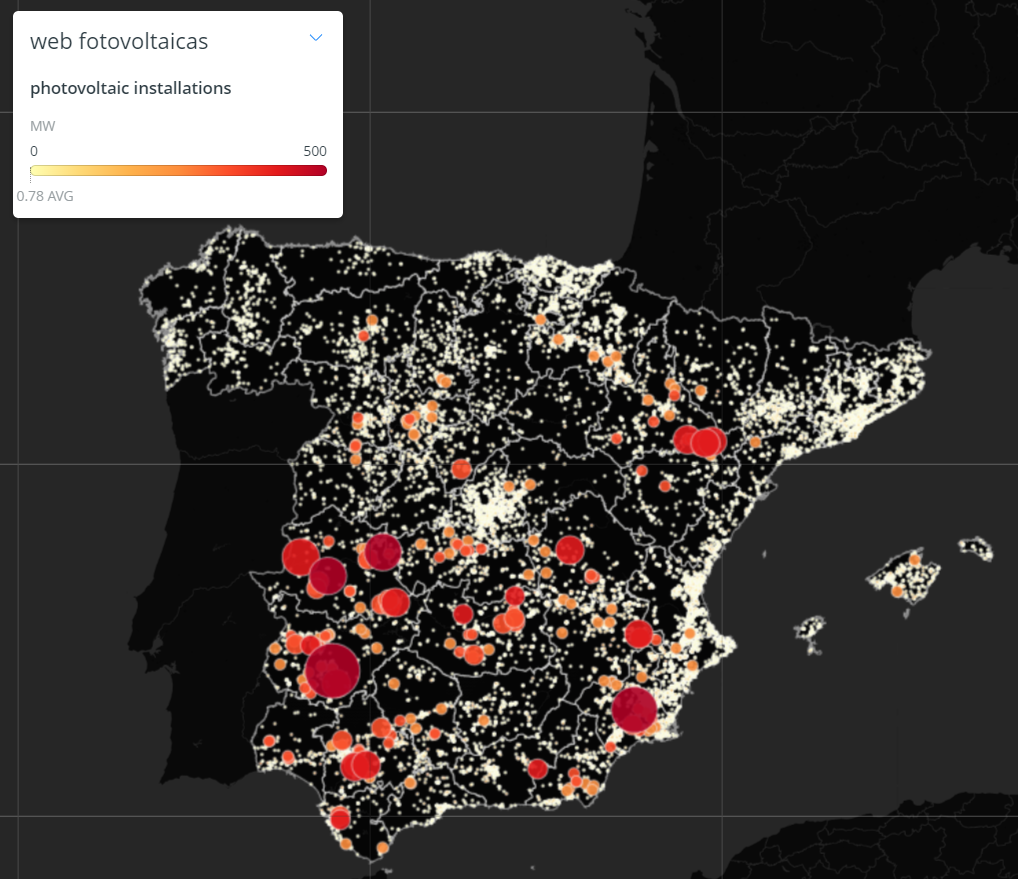 web fotovoltaicas
photovoltaic installations
MW
0 500
0.78 AVG